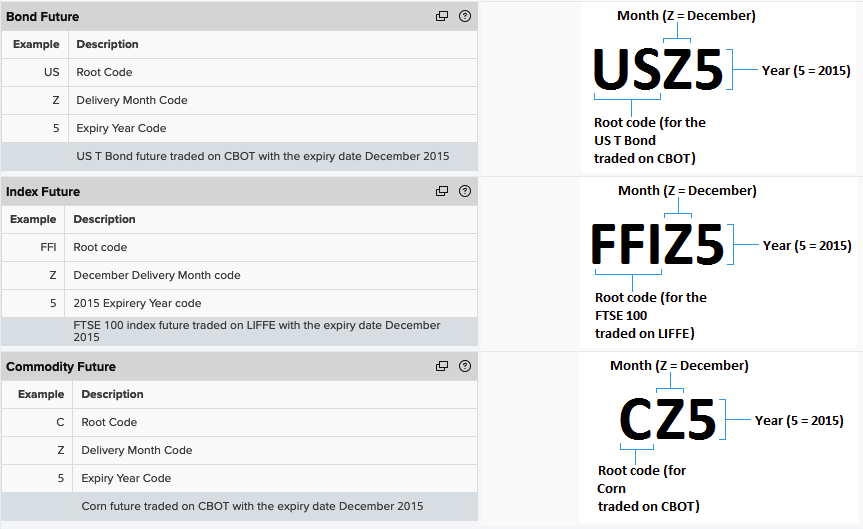 Bond Future
Example Description
US Root Code
Z Delivery Month Code
5 Expiry Year Code
US T Bond future traded on CBOT with the expiry date December 2015
Month (Z = December)
USZ5
Year (5 = 2015)
Root code (for the
US T Bond
traded on CBOT)
Index Future
Example Description
FFI Root code
Z December Delivery Month code
5 2015 Expirery Year code
FTSE 100 index future traded on LIFFE with the expiry date December
2015
Month (Z = December)
FFIZ5
Year (5 = 2015)
Root code (for the
FTSE 100
traded on LIFFE)
Commodity Future
Example Description
C Root Code
Z Delivery Month Code
5 Expiry Year Code
Corn future traded on CBOT with the expiry date December 2015
Month (Z = December)
CZ5
Year (5 = 2015)
Root code (for
Corn
traded on CBOT)